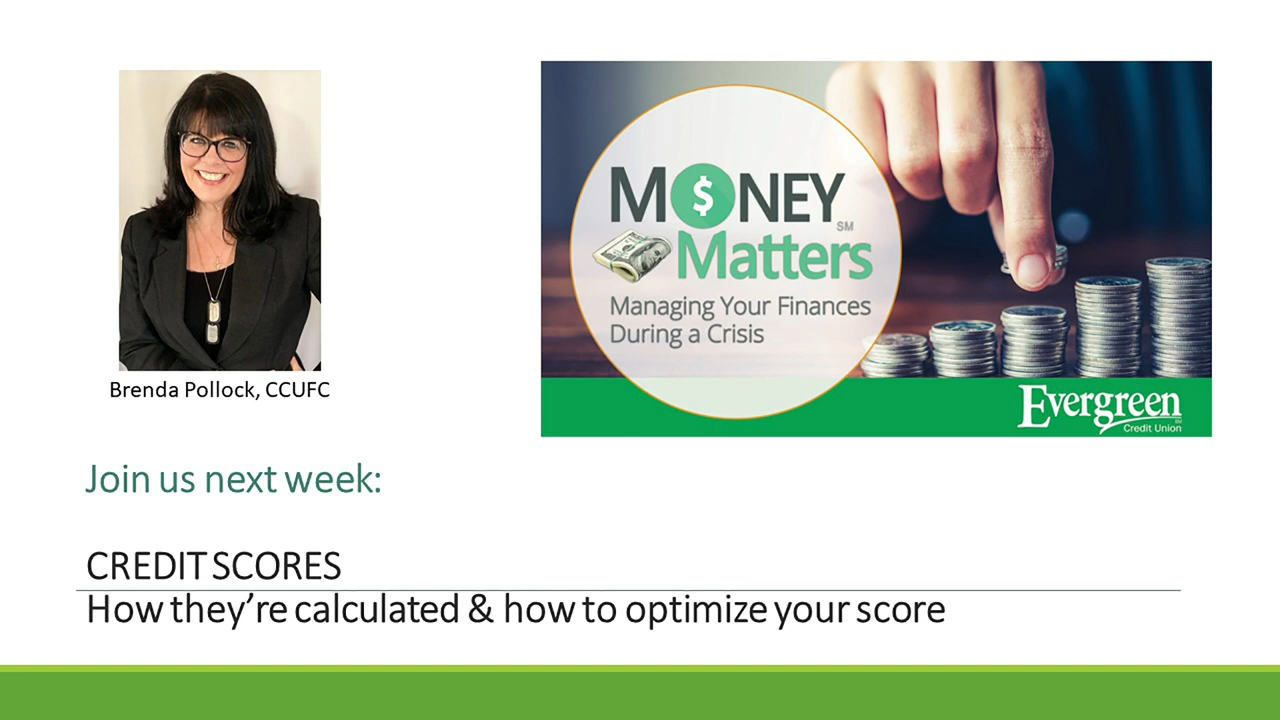 M$NEY SM
Matters
Managing Your Finances
During a Crisis
Evergreen SM
Credit Union
Brenda Pollock, CCUFC
Join us next week:
CREDIT SCORES
How they’re calculated & how to optimize your score